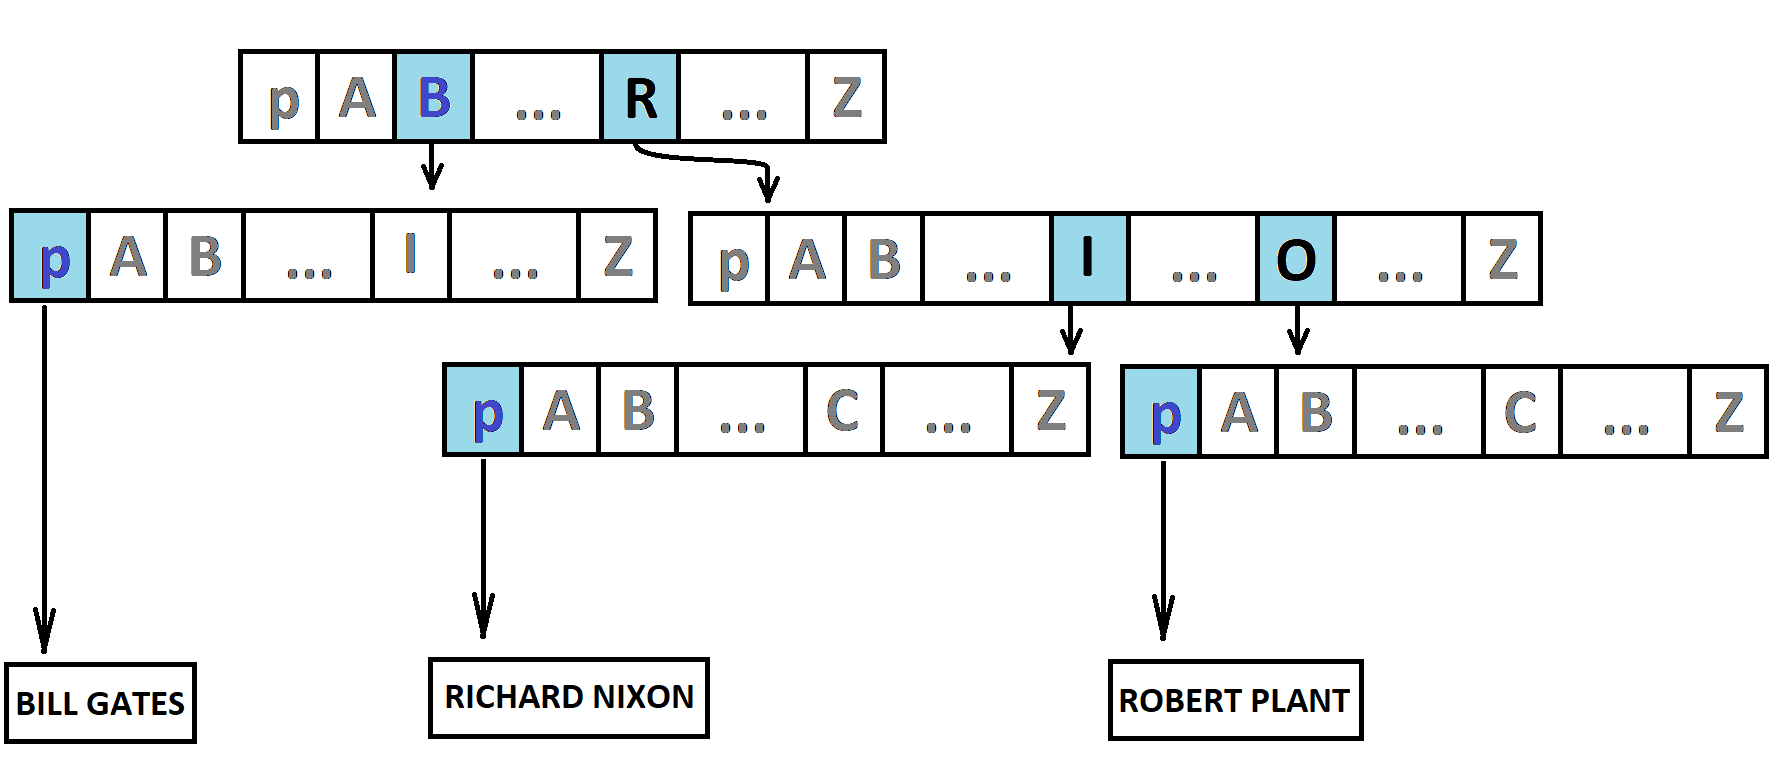 p A B ... R ... Z
p A B ... I ... Z
p A B ... I ... O ... Z
p A B ... C ... Z
p A B ... C ... Z
BILL GATES
RICHARD NIXON
ROBERT PLANT